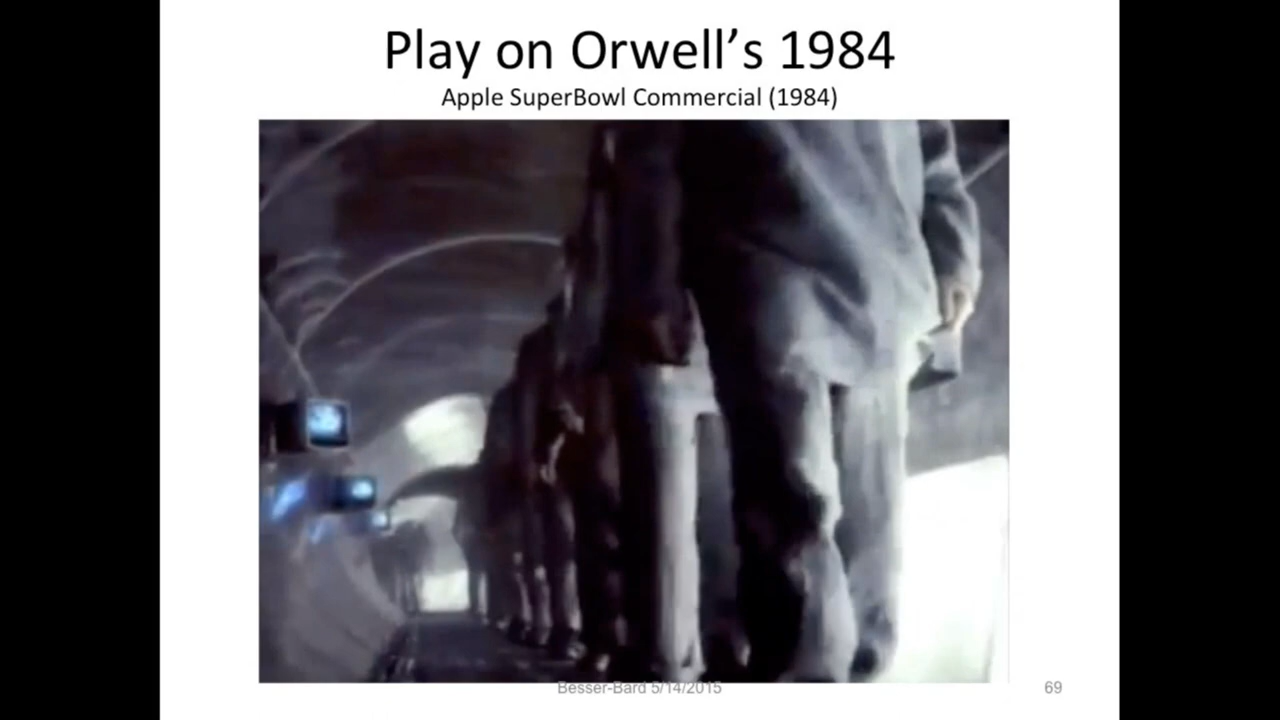 Play on Orwell’s 1984
Apple SuperBowl Commercial (1984)
Besser-Bard 5/14/2015
69